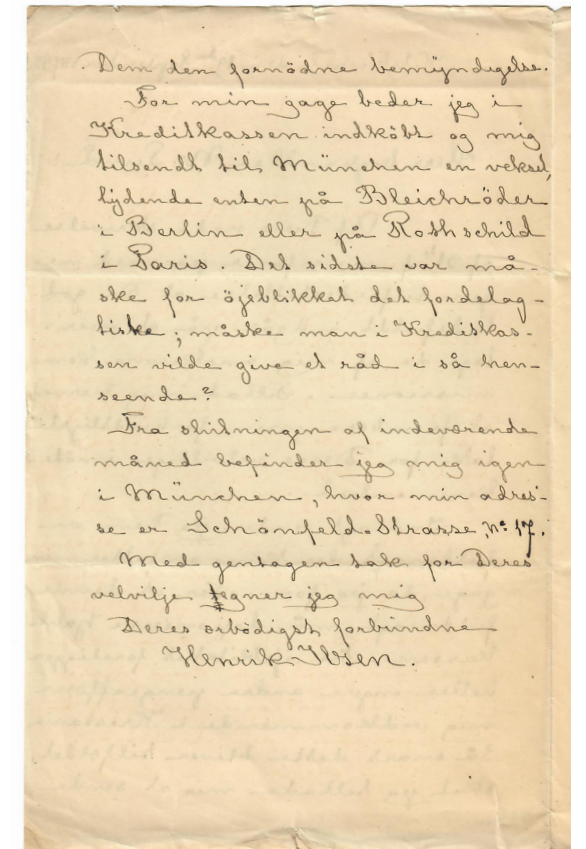 Dem den fornödne bemyndigelse.
For min gage beder jeg i
Kreditkassen indköbt og mig
tilsendt til München en veksel,
lydende enten på Bleichröder
i Berlin eller på Rothschild
i Paris. Det sidste var må-
ske for öjeblikket det fordelag-
tiske; måske man i Kreditkas-
sen vilde give et råd i så hen-
seende?
Fra slutningen af indeværende
måned befinder jeg mig igen
i München, hvor min adres-
se er Schönfeld-Strasse, No 17.
Med gentagen tak for Deres
velvilje tegner jeg mig
Deres ærbödigst forbundne
Henrik Ibsen.